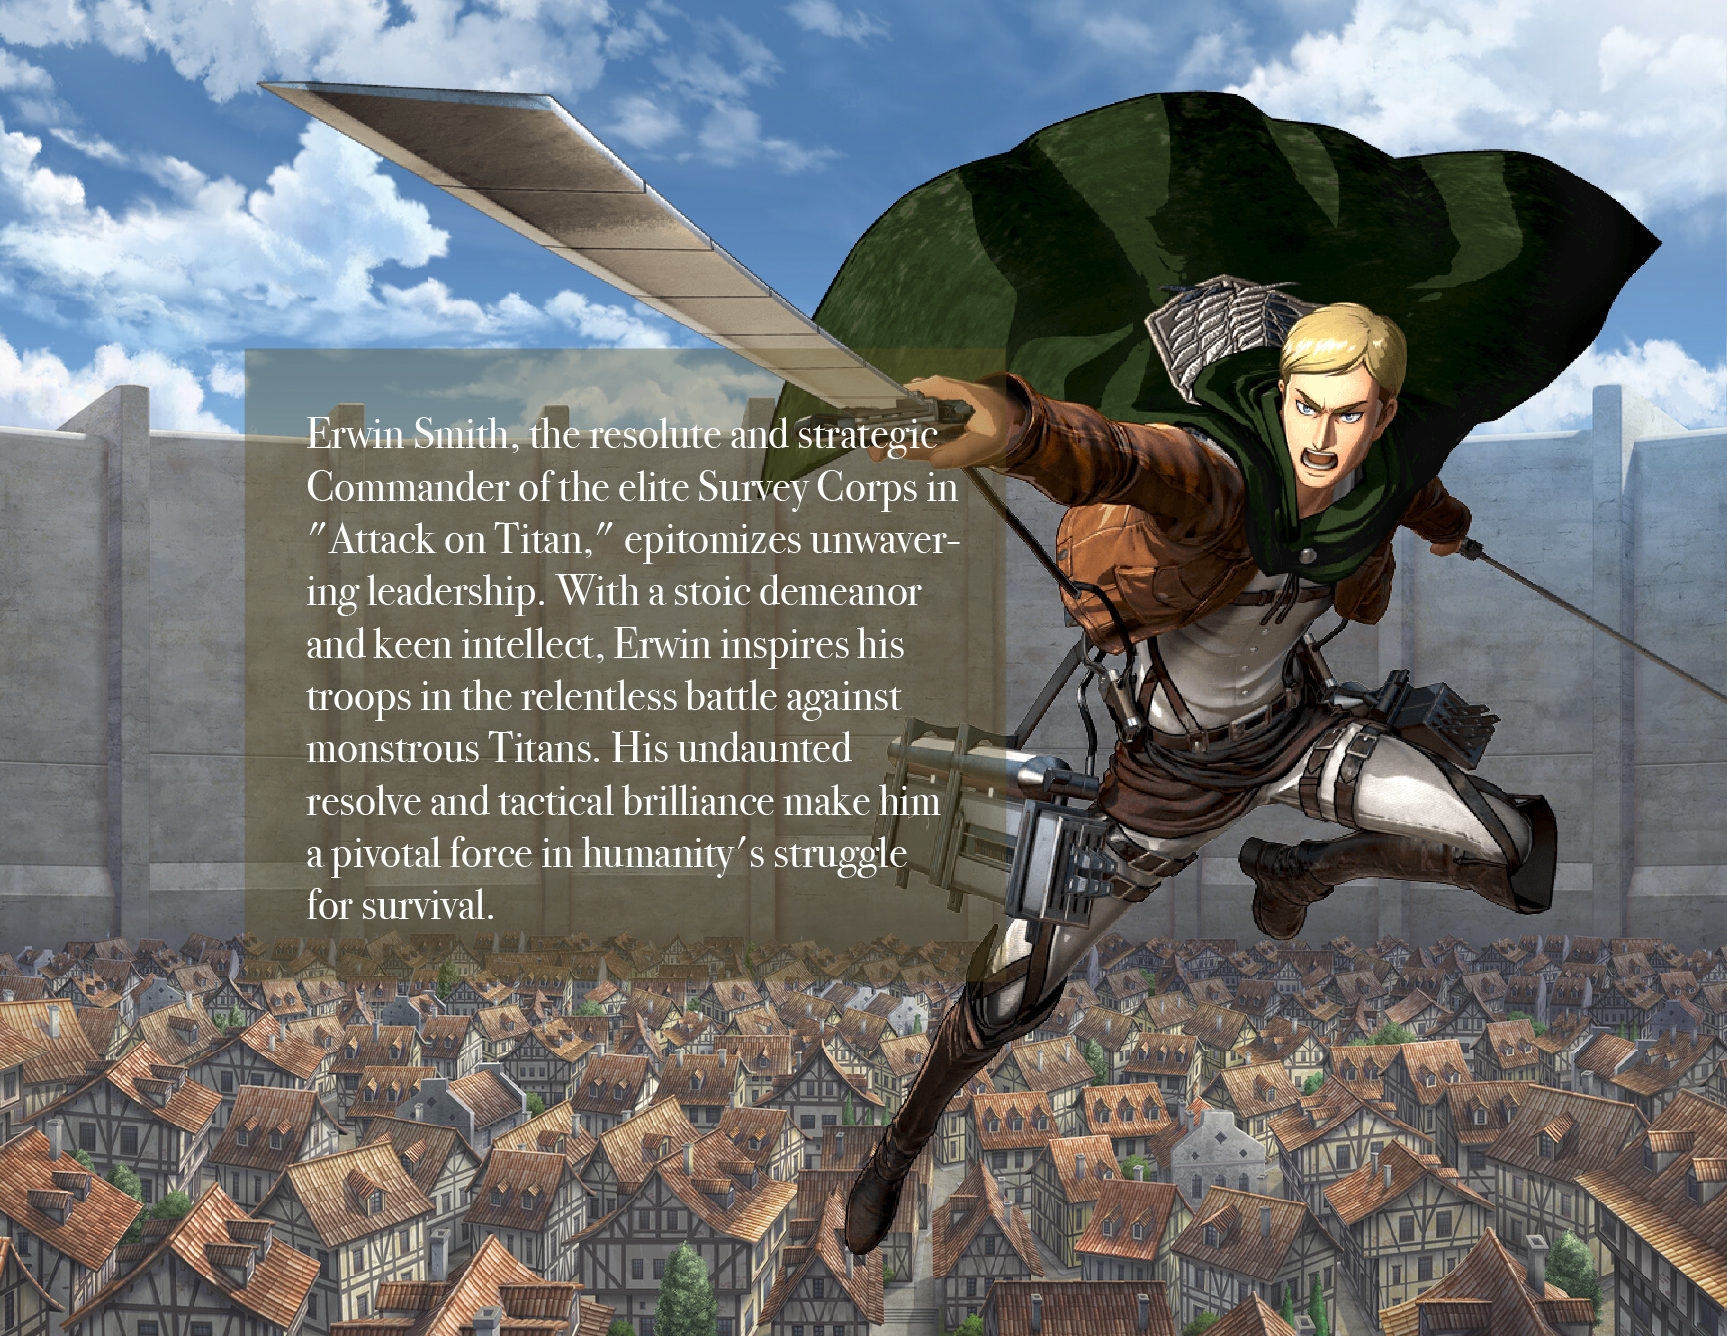 Erwin Smith, the resolute and strategic
Commander of the elite Survey Corps in
"Attack on Titan," epitomizes unwaver-
ing leadership. With a stoic demeanor
and keen intellect, Erwin inspires his
troops in the relentless battle against
monstrous Titans. His undaunted
resolve and tactical brilliance make him
a pivotal force in humanity's struggle
for survival.